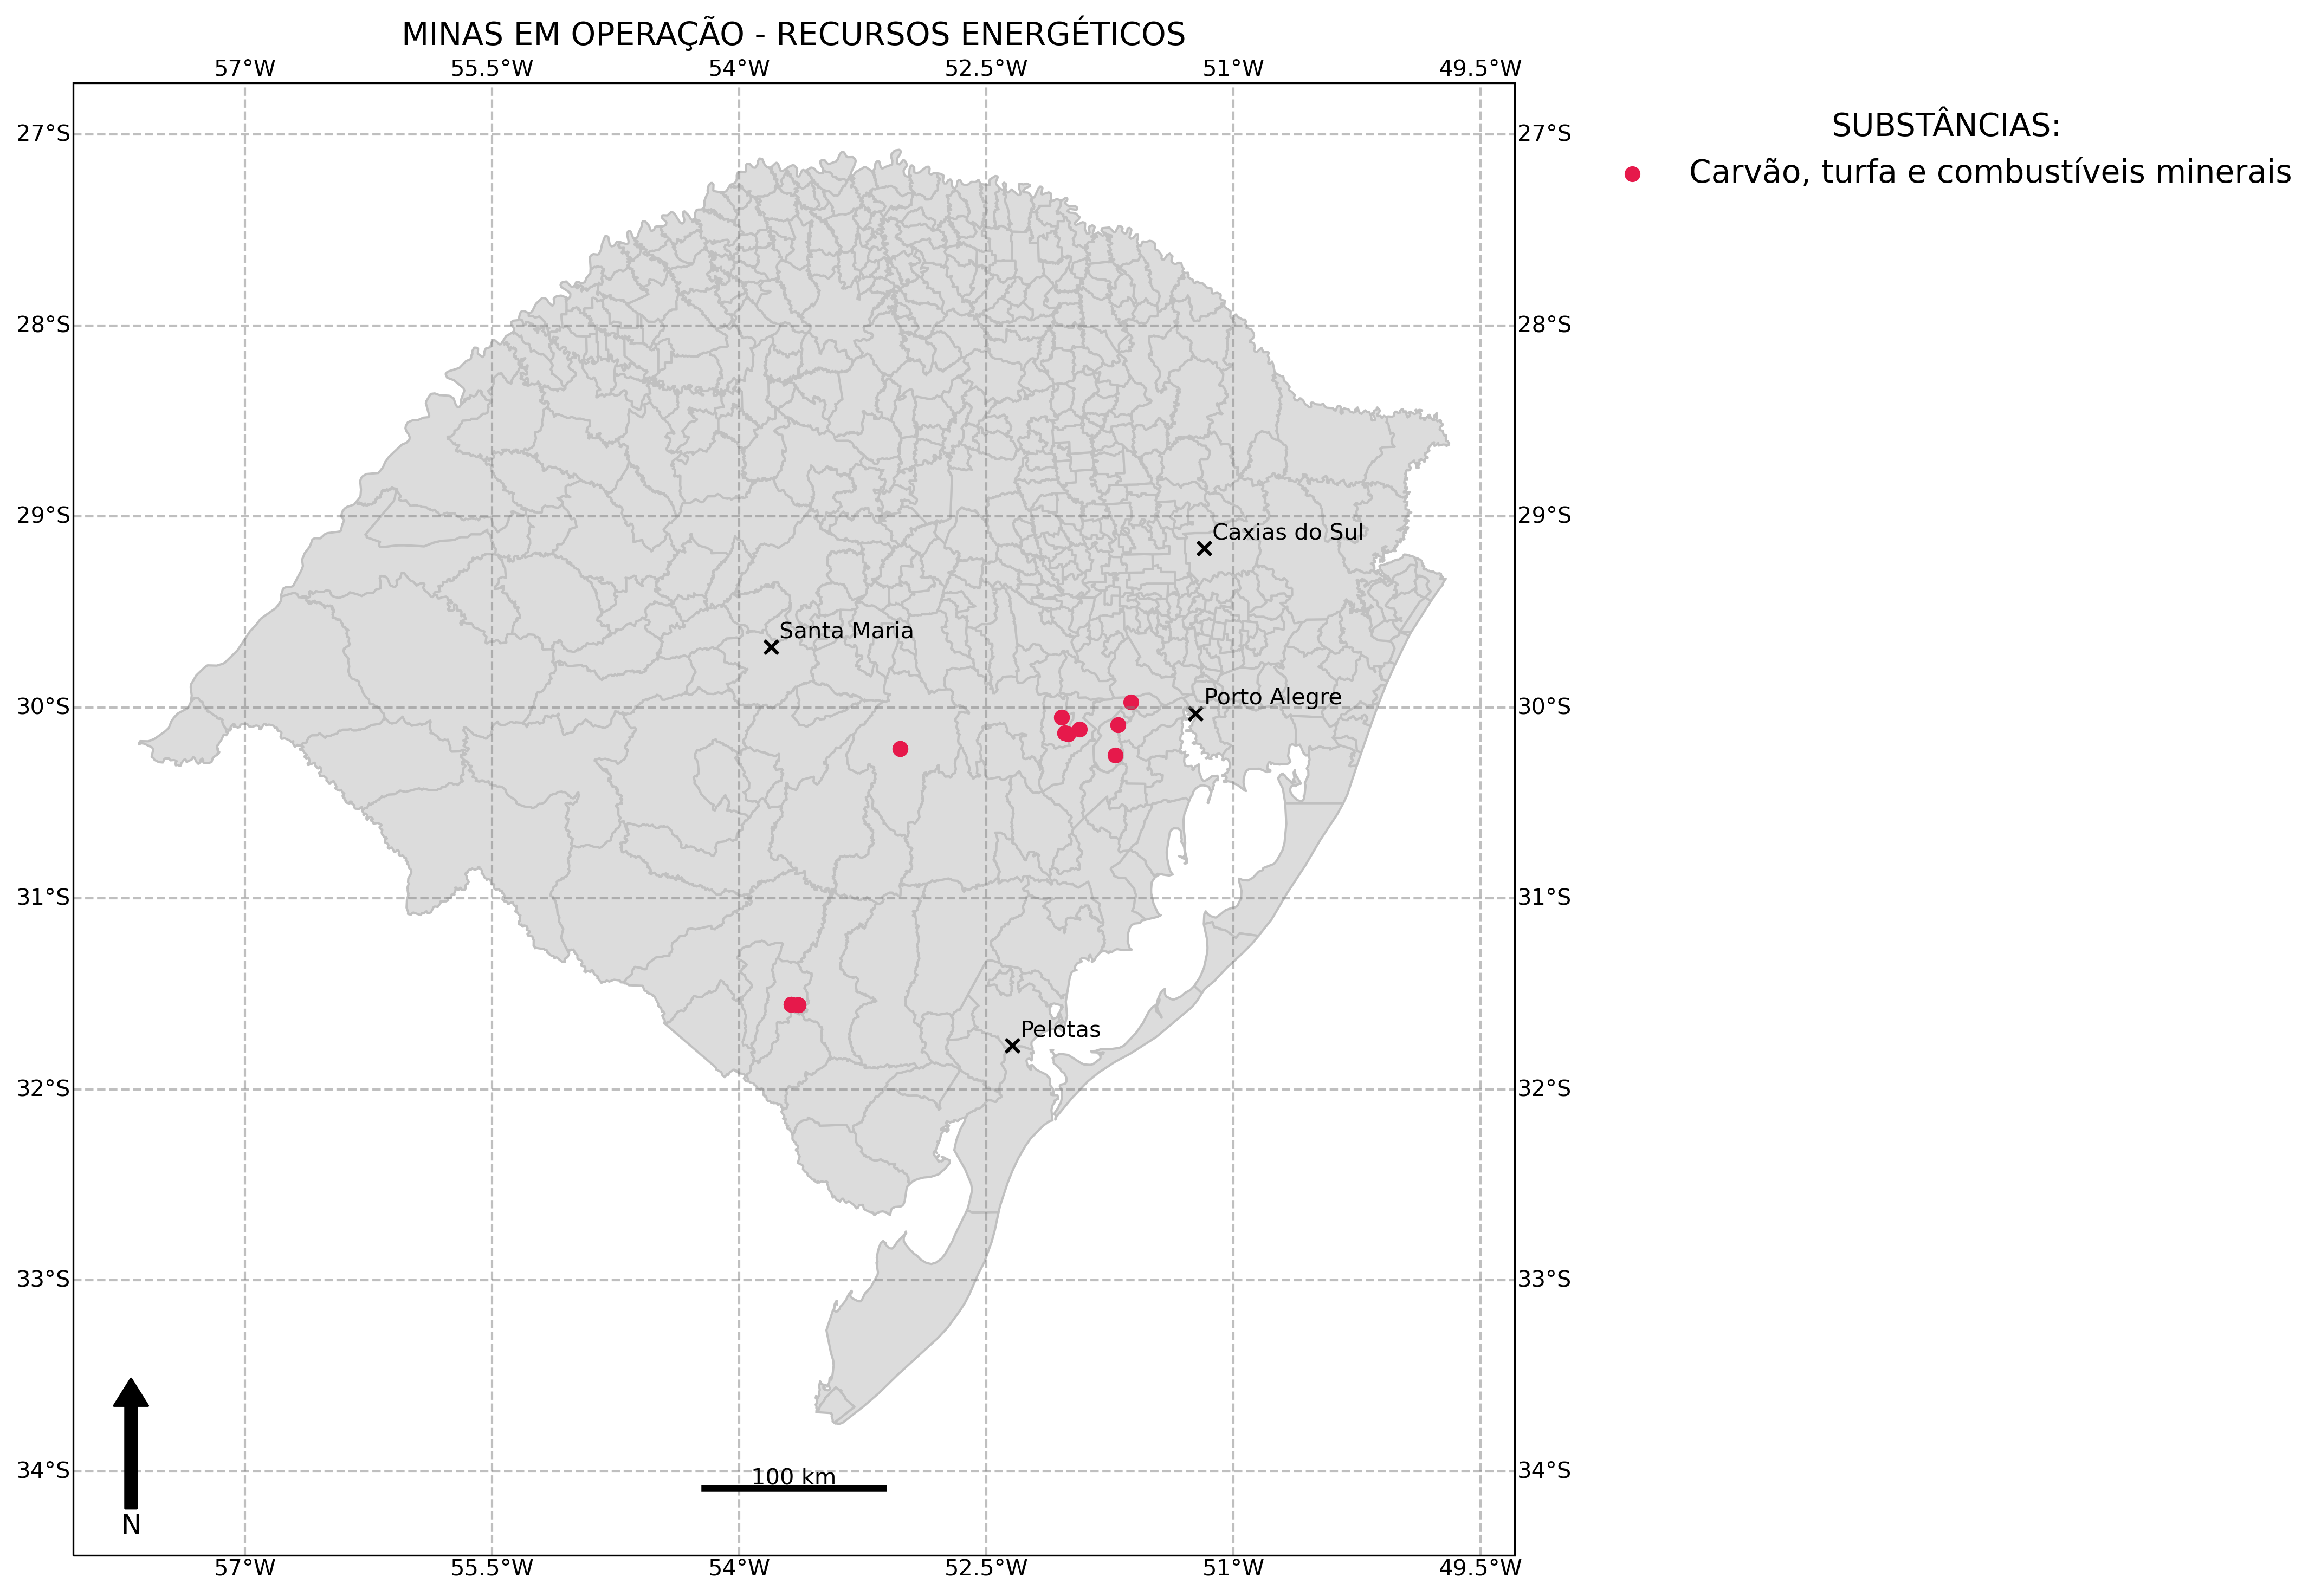 MINAS EM OPERAÇÃO - RECURSOS ENERGÉTICOS
57°W 55.5°W 54°W 52.5°W 51°W 49.5°W
SUBSTÂNCIAS:
Carvão, turfa e combustíveis minerais
27°S 27°S
28°S 28°S
29°S 29°S
Caxias do Sul
Santa Maria
Porto Alegre
30°S 30°S
31°S 31°S
Pelotas
32°S 32°S
33°S 33°S
34°S 34°S
100 km
N
57°W 55.5°W 54°W 52.5°W 51°W 49.5°W